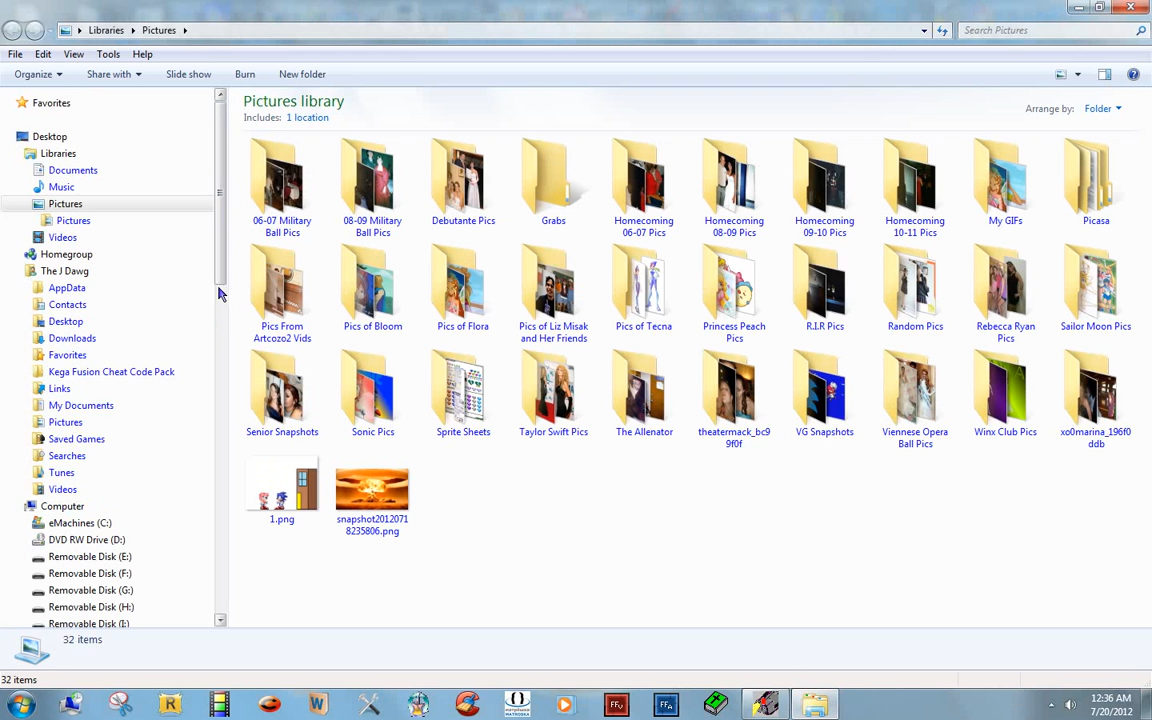 Libraries Pictures Search Pictures
File Edit View Tools Help
Organize Share with Slide show Burn New folder
Favorites
Desktop
Libraries
Documents
Music
Pictures
Pictures
Videos
Homegroup
The J Dawg
AppData
Contacts
Desktop
Downloads
Favorites
Kega Fusion Cheat Code Pack
Links
My Documents
Pictures
Saved Games
Searches
Tunes
Videos
Computer
eMachines (C:)
DVD RW Drive (D:)
Removable Disk (E:)
Removable Disk (F:)
Removable Disk (G:)
Removable Disk (H:)
Removable Disk (I:)
Pictures library
Includes: 1 location
Arrange by: Folder
06-07 Military
Ball Pics
08-09 Military
Ball Pics
Debutante Pics
Grabs
Homecoming
06-07 Pics
Homecoming
08-09 Pics
Homecoming
09-10 Pics
Homecoming
10-11 Pics
My GIFs
Picasa
Pics From
Artcozo2 Vids
Pics of Bloom
Pics of Flora
Pics of Liz Misak
and Her Friends
Pics of Tecna
Princess Peach
Pics
R.I.R Pics
Random Pics
Rebecca Ryan
Pics
Sailor Moon Pics
Senior Snapshots
Sonic Pics
Sprite Sheets
Taylor Swift Pics
The Allenator
theatermack_bc9
9f0f
VG Snapshots
Viennese Opera
Ball Pics
Winx Club Pics
xo0marina_196f0
ddb
1.png
snapshot2012071
8235806.png
32 items
32 items
12:36 AM
7/20/2012